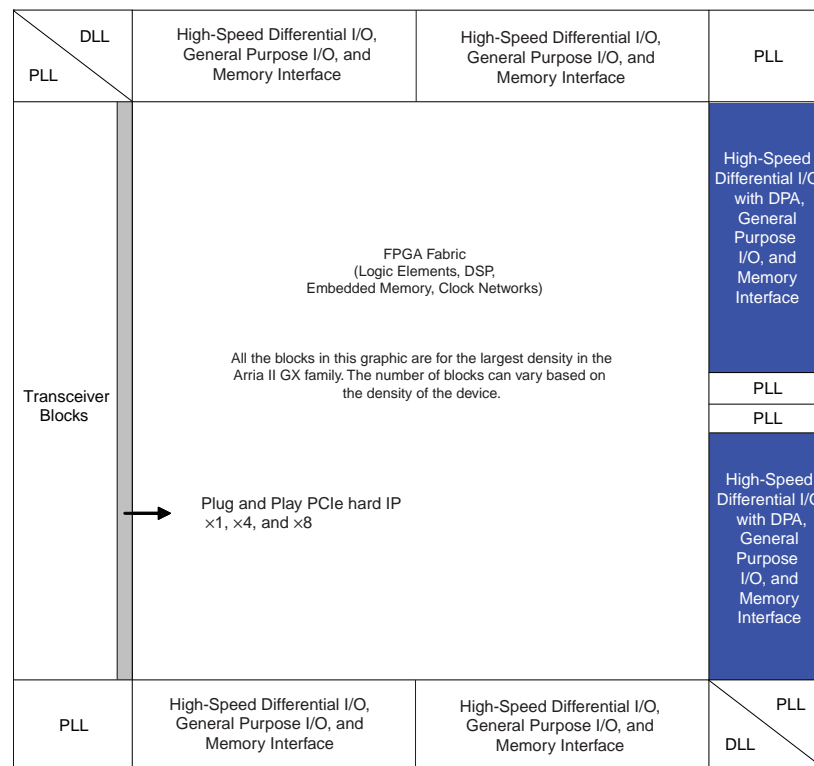 DLL
PLL
High-Speed Differential I/O,
General Purpose I/O, and
Memory Interface
High-Speed Differential I/O,
General Purpose I/O, and
Memory Interface
PLL
Transceiver
Blocks
FPGA Fabric
(Logic Elements, DSP,
Embedded Memory, Clock Networks)
All the blocks in this graphic are for the largest density in the
Arria II GX family. The number of blocks can vary based on
the density of the device.
Plug and Play PCIe hard IP
×1, ×4, and ×8
High-Speed
Differential I/O
with DPA,
General
Purpose
I/O, and
Memory
Interface
PLL
PLL
High-Speed
Differential I/O
with DPA,
General
Purpose
I/O, and
Memory
Interface
PLL
High-Speed Differential I/O,
General Purpose I/O, and
Memory Interface
High-Speed Differential I/O,
General Purpose I/O, and
Memory Interface
PLL
DLL